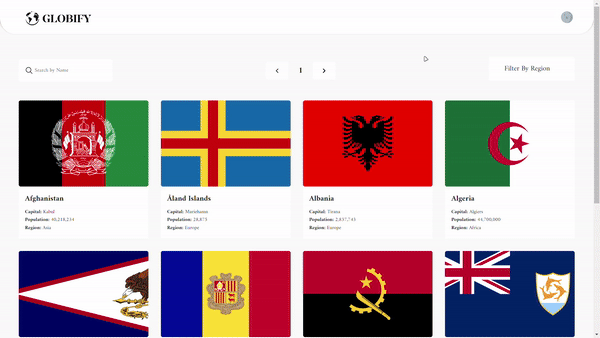 GLOBIFY
Search by Name
1
Filter By Region
Afghanistan
Capital: Kabul
Population: 40,218,234
Region: Asia
Åland Islands
Capital: Mariehamn
Population: 28,875
Region: Europe
Albania
Capital: Tirana
Population: 2,837,743
Region: Europe
Algeria
Capital: Algiers
Population: 44,700,000
Region: Africa